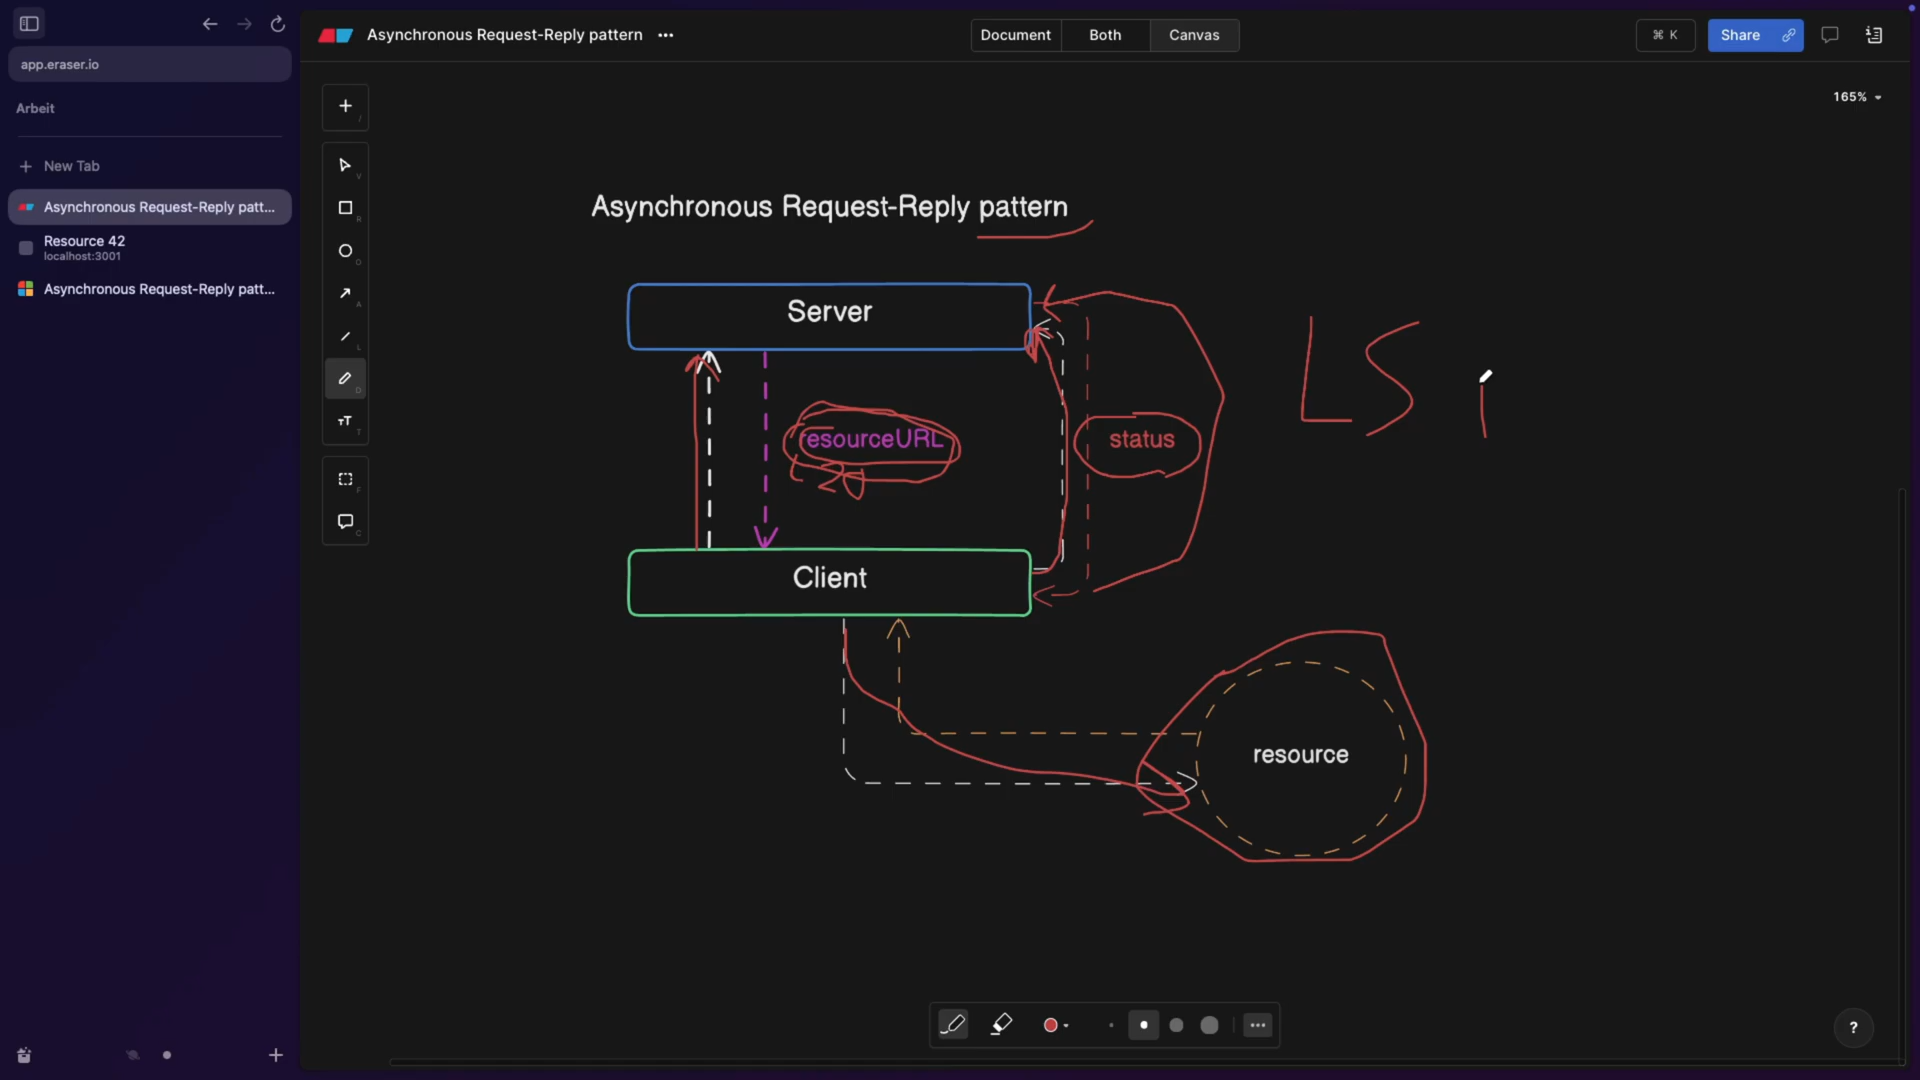 Asynchronous Request-Reply pattern
Document
Both
Canvas
⌘ K
Share
app.eraser.io
Arbeit
165%
New Tab
Asynchronous Request-Reply patt...
Resource 42
localhost:3001
Asynchronous Request-Reply patt...
V
R
O
A
L
D
T
F
C
Asynchronous Request-Reply pattern
Server
resourceURL
status
LS
Client
resource
?